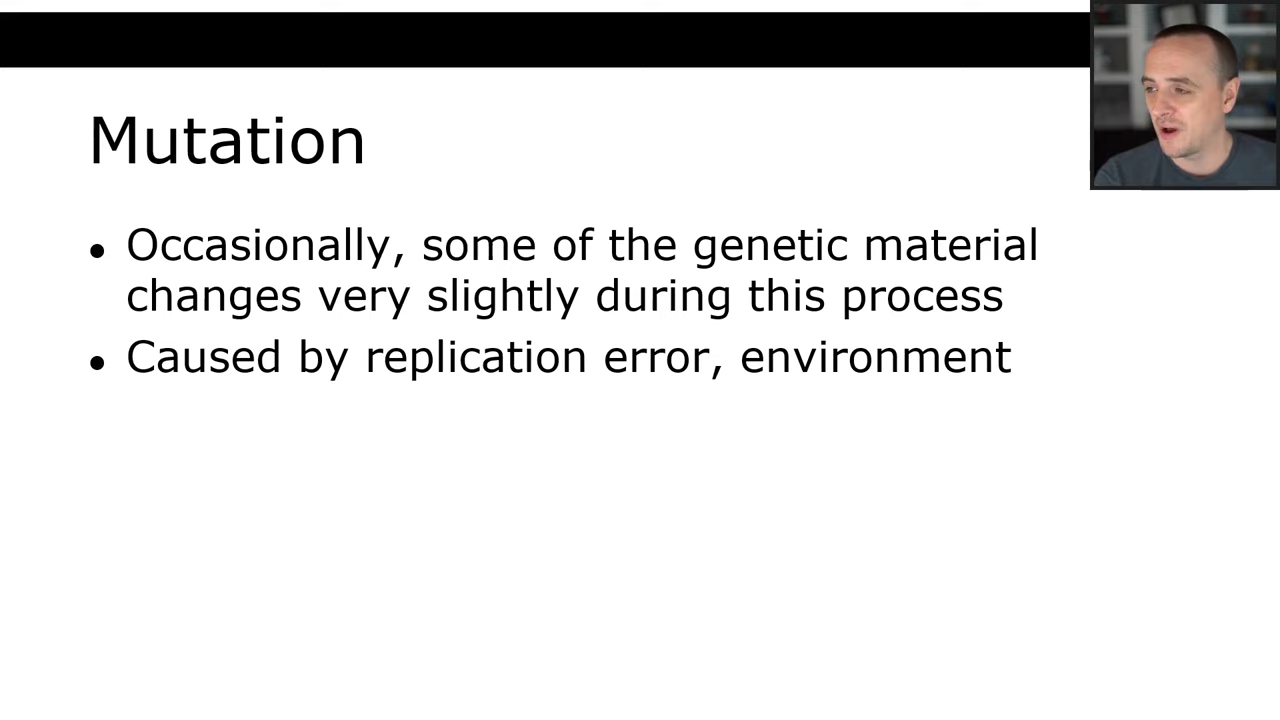 Mutation
• Occasionally, some of the genetic material
changes very slightly during this process
• Caused by replication error, environment